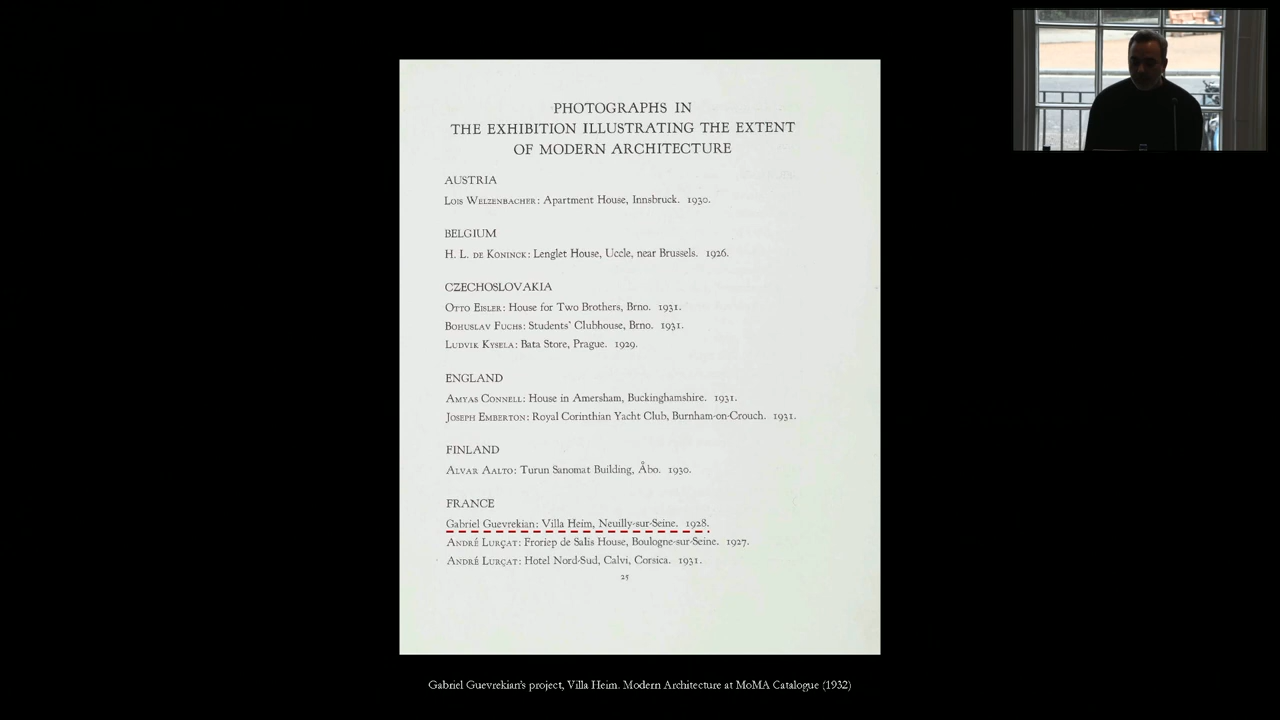 PHOTOGRAPHS IN
THE EXHIBITION ILLUSTRATING THE EXTENT
OF MODERN ARCHITECTURE
AUSTRIA
Lois Welzenbacher: Apartment House, Innsbruck. 1930.
BELGIUM
H. L. de Koninck: Lenglet House, Uccle, near Brussels. 1926.
CZECHOSLOVAKIA
Otto Eisler: House for Two Brothers, Brno. 1931.
Bohuslav Fuchs: Students' Clubhouse, Brno. 1931.
Ludvik Kysela: Bata Store, Prague. 1929.
ENGLAND
Amyas Connell: House in Amersham, Buckinghamshire. 1931.
Joseph Emberton: Royal Corinthian Yacht Club, Burnham-on-Crouch. 1931.
FINLAND
Alvar Aalto: Turun Sanomat Building, Åbo. 1930.
FRANCE
Gabriel Guevrekian: Villa Heim, Neuilly-sur-Seine. 1928.
André Lurçat: Froriep de Salis House, Boulogne-sur-Seine. 1927.
André Lurçat: Hotel Nord-Sud, Calvi, Corsica. 1931.
25
Gabriel Guevrekian's project, Villa Heim. Modern Architecture at MoMA Catalogue (1932)